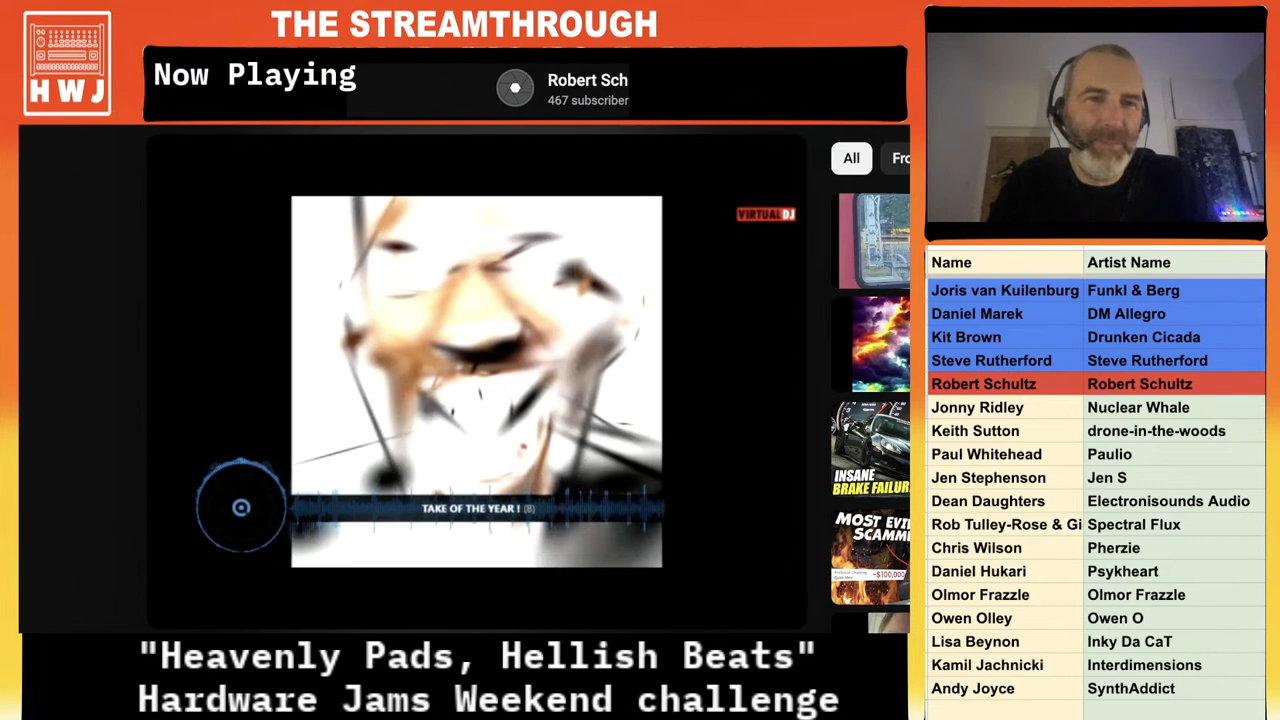 THE STREAMTHROUGH
HWJ
Now Playing
Robert Sch
467 subscriber
All
Fro
VIRTUALDJ
TAKE OF THE YEAR ! (8)
INSANE
BRAKE FAILUR
MOST EVI
SCAMM
-$100,000
"Heavenly Pads, Hellish Beats"
Hardware Jams Weekend challenge
Name Artist Name
Joris van Kuilenburg Funkl & Berg
Daniel Marek DM Allegro
Kit Brown Drunken Cicada
Steve Rutherford Steve Rutherford
Robert Schultz Robert Schultz
Jonny Ridley Nuclear Whale
Keith Sutton drone-in-the-woods
Paul Whitehead Paulio
Jen Stephenson Jen S
Dean Daughters Electronisounds Audio
Rob Tulley-Rose & Gi Spectral Flux
Chris Wilson Pherzie
Daniel Hukari Psykheart
Olmor Frazzle Olmor Frazzle
Owen Olley Owen O
Lisa Beynon Inky Da CaT
Kamil Jachnicki Interdimensions
Andy Joyce SynthAddict